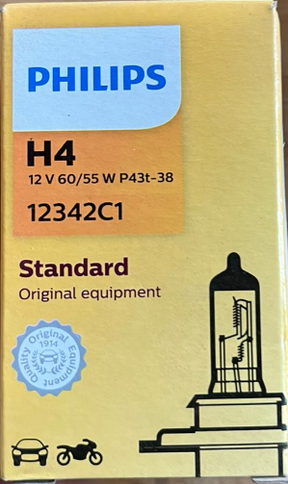 PHILIPS
H4
12 V 60/55 W P43t-38
12342C1
Standard
Original equipment
Quality Original Equipment
1914